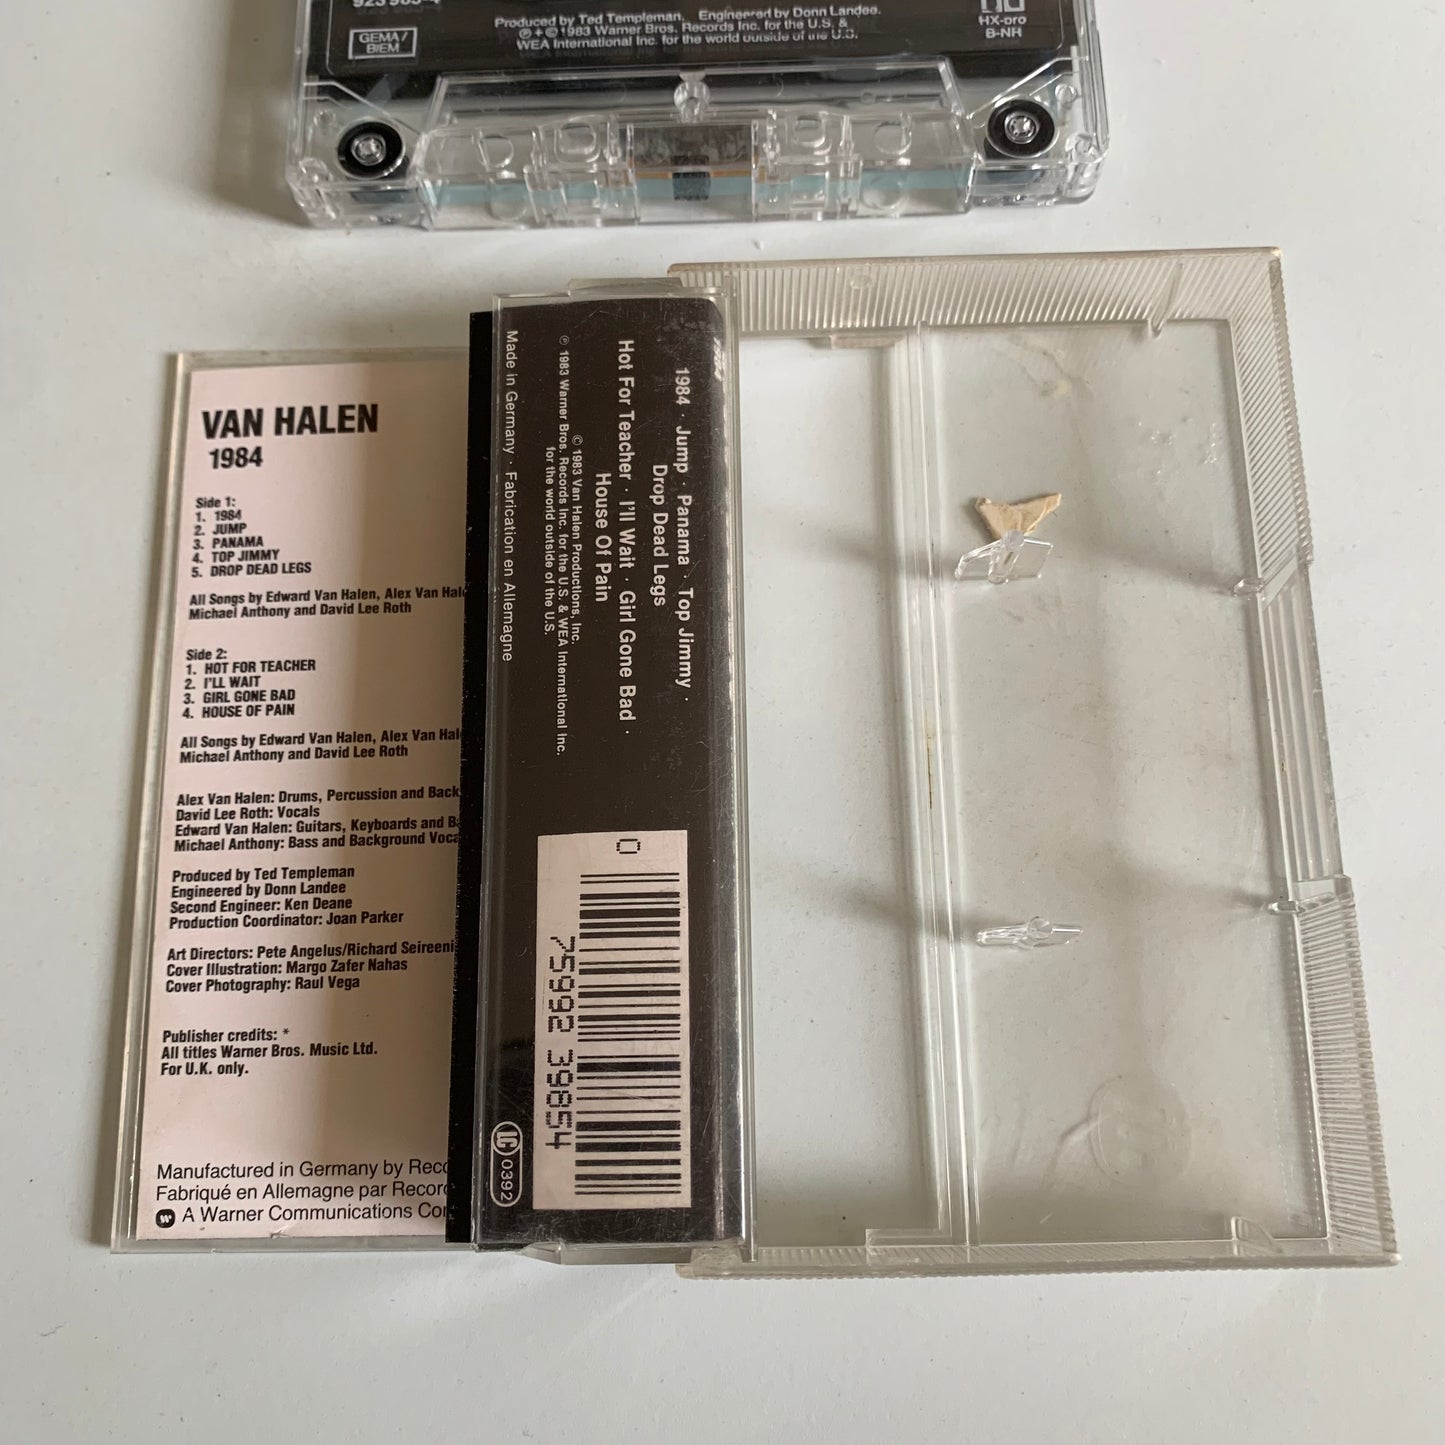 Produced by Ted Templeman. Engineered by Donn Landee.
℗ + © 1983 Warner Bros. Records Inc. for the U.S. &
WEA International Inc. for the world outside of the U.S.
GEMA/
BIEM
HX-pro
B-NR
VAN HALEN
1984
Side 1:
1. 1984
2. JUMP
3. PANAMA
4. TOP JIMMY
5. DROP DEAD LEGS
All Songs by Edward Van Halen, Alex Van Hal
Michael Anthony and David Lee Roth
Side 2:
1. HOT FOR TEACHER
2. I'LL WAIT
3. GIRL GONE BAD
4. HOUSE OF PAIN
All Songs by Edward Van Halen, Alex Van Hal
Michael Anthony and David Lee Roth
Alex Van Halen: Drums, Percussion and Back
David Lee Roth: Vocals
Edward Van Halen: Guitars, Keyboards and Ba
Michael Anthony: Bass and Background Voca
Produced by Ted Templeman
Engineered by Donn Landee
Second Engineer: Ken Deane
Production Coordinator: Joan Parker
Art Directors: Pete Angelus/Richard Seireeni
Cover Illustration: Margo Zafer Nahas
Cover Photography: Raul Vega
Publisher credits: *
All titles Warner Bros. Music Ltd.
For U.K. only.
Manufactured in Germany by Reco
Fabriqué en Allemagne par Record
A Warner Communications Co
1984 · Jump · Panama · Top Jimmy ·
Drop Dead Legs
Hot For Teacher · I'll Wait · Girl Gone Bad ·
House Of Pain
© 1983 Van Halen Productions, Inc.
℗ 1983 Warner Bros. Records Inc. for the U.S. & WEA International Inc.
for the world outside of the U.S.
Made in Germany · Fabrication en Allemagne
0 75992 39854
LC 0392